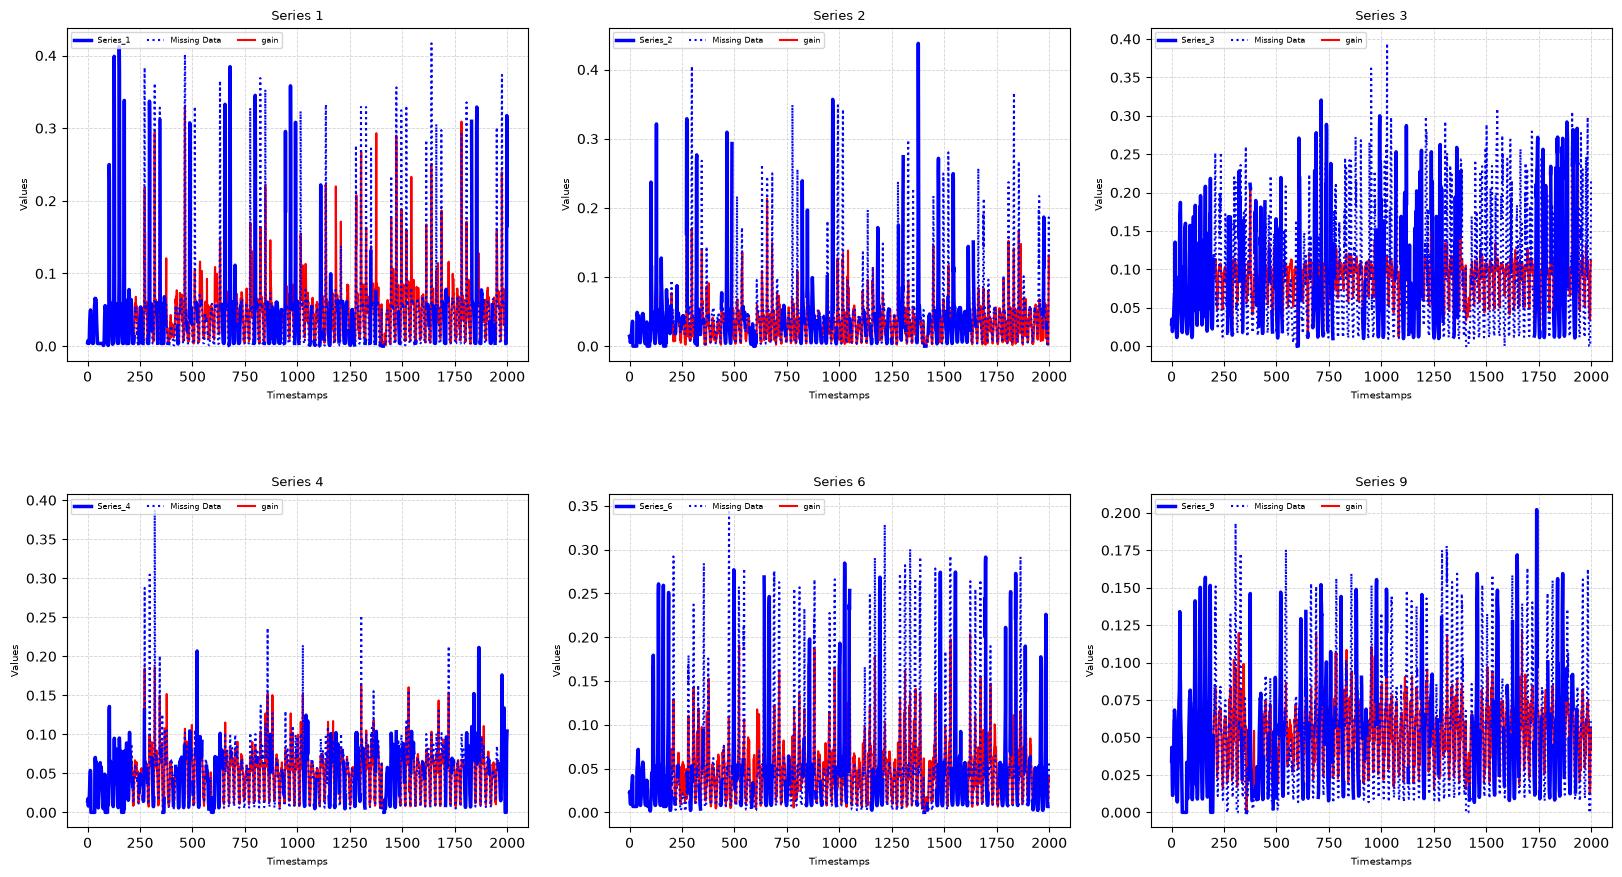 Series 1
Series_1 Missing Data gain
Values
0.4
0.3
0.2
0.1
0.0
0 250 500 750 1000 1250 1500 1750 2000
Timestamps
Series 2
Series_2 Missing Data gain
Values
0.4
0.3
0.2
0.1
0.0
0 250 500 750 1000 1250 1500 1750 2000
Timestamps
Series 3
Series_3 Missing Data gain
Values
0.40
0.35
0.30
0.25
0.20
0.15
0.10
0.05
0.00
0 250 500 750 1000 1250 1500 1750 2000
Timestamps
Series 4
Series_4 Missing Data gain
Values
0.40
0.35
0.30
0.25
0.20
0.15
0.10
0.05
0.00
0 250 500 750 1000 1250 1500 1750 2000
Timestamps
Series 6
Series_6 Missing Data gain
Values
0.35
0.30
0.25
0.20
0.15
0.10
0.05
0.00
0 250 500 750 1000 1250 1500 1750 2000
Timestamps
Series 9
Series_9 Missing Data gain
Values
0.200
0.175
0.150
0.125
0.100
0.075
0.050
0.025
0.000
0 250 500 750 1000 1250 1500 1750 2000
Timestamps